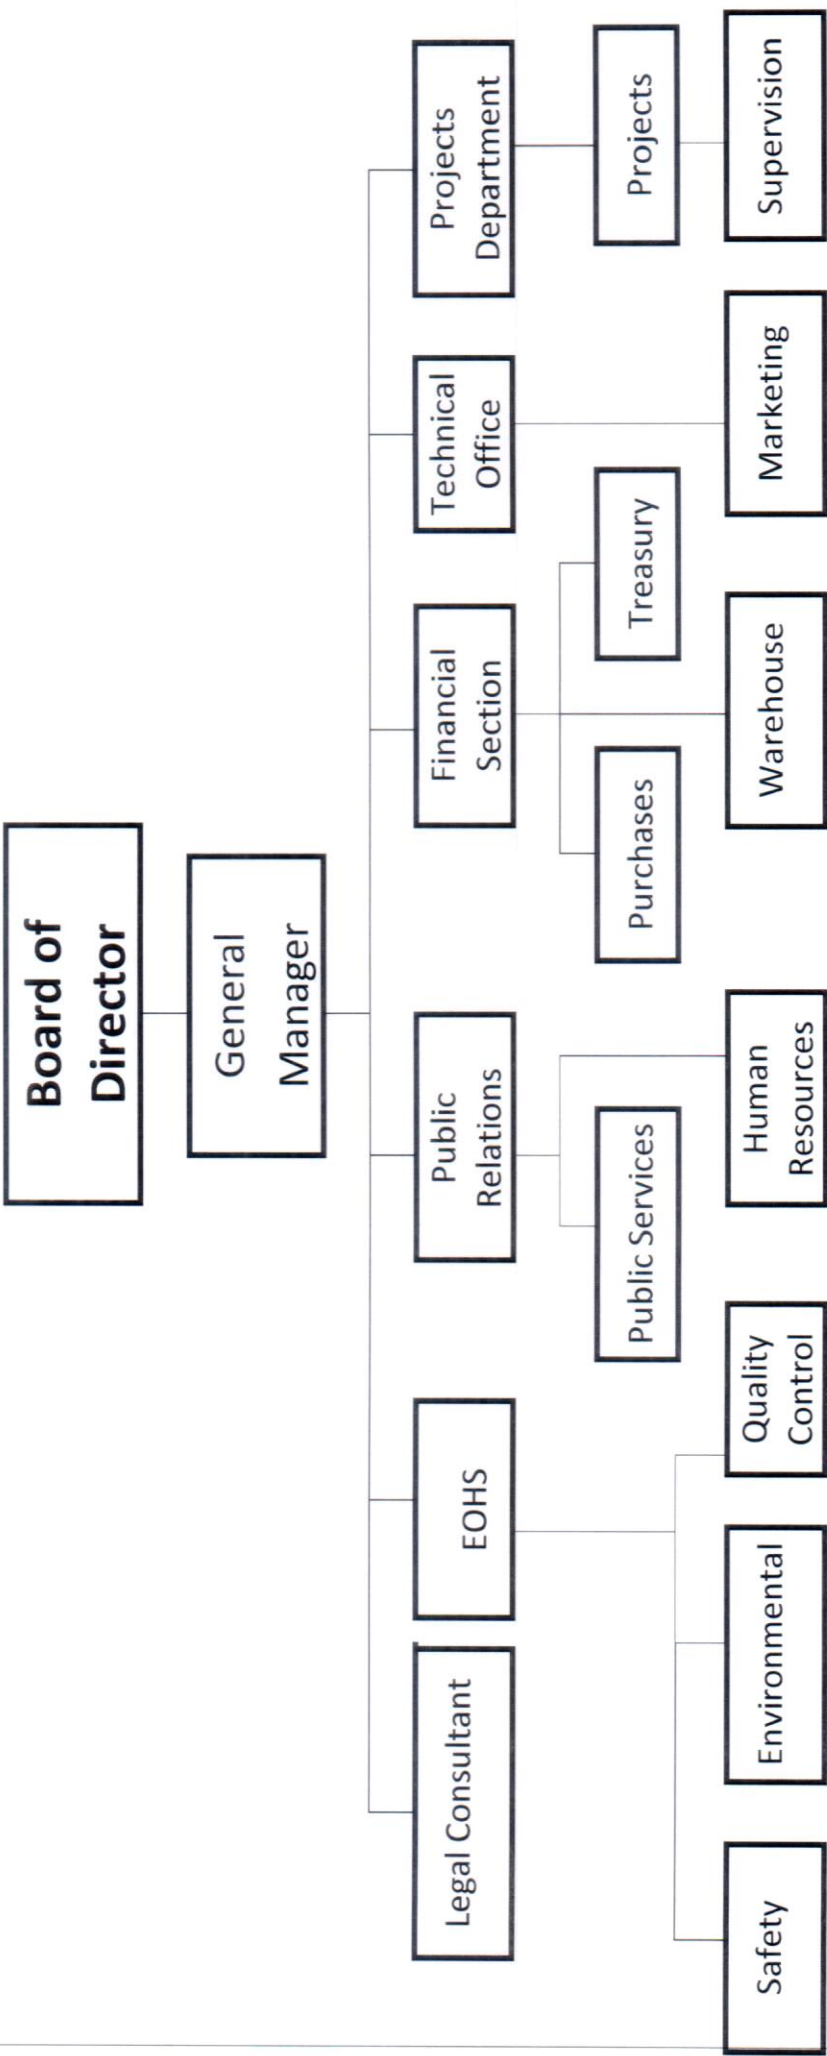 Board of
Director
General
Manager
Legal Consultant
EOHS
Public
Relations
Financial
Section
Technical
Office
Projects
Department
Public Services
Purchases
Treasury
Projects
Safety
Environmental
Quality
Control
Human
Resources
Warehouse
Marketing
Supervision